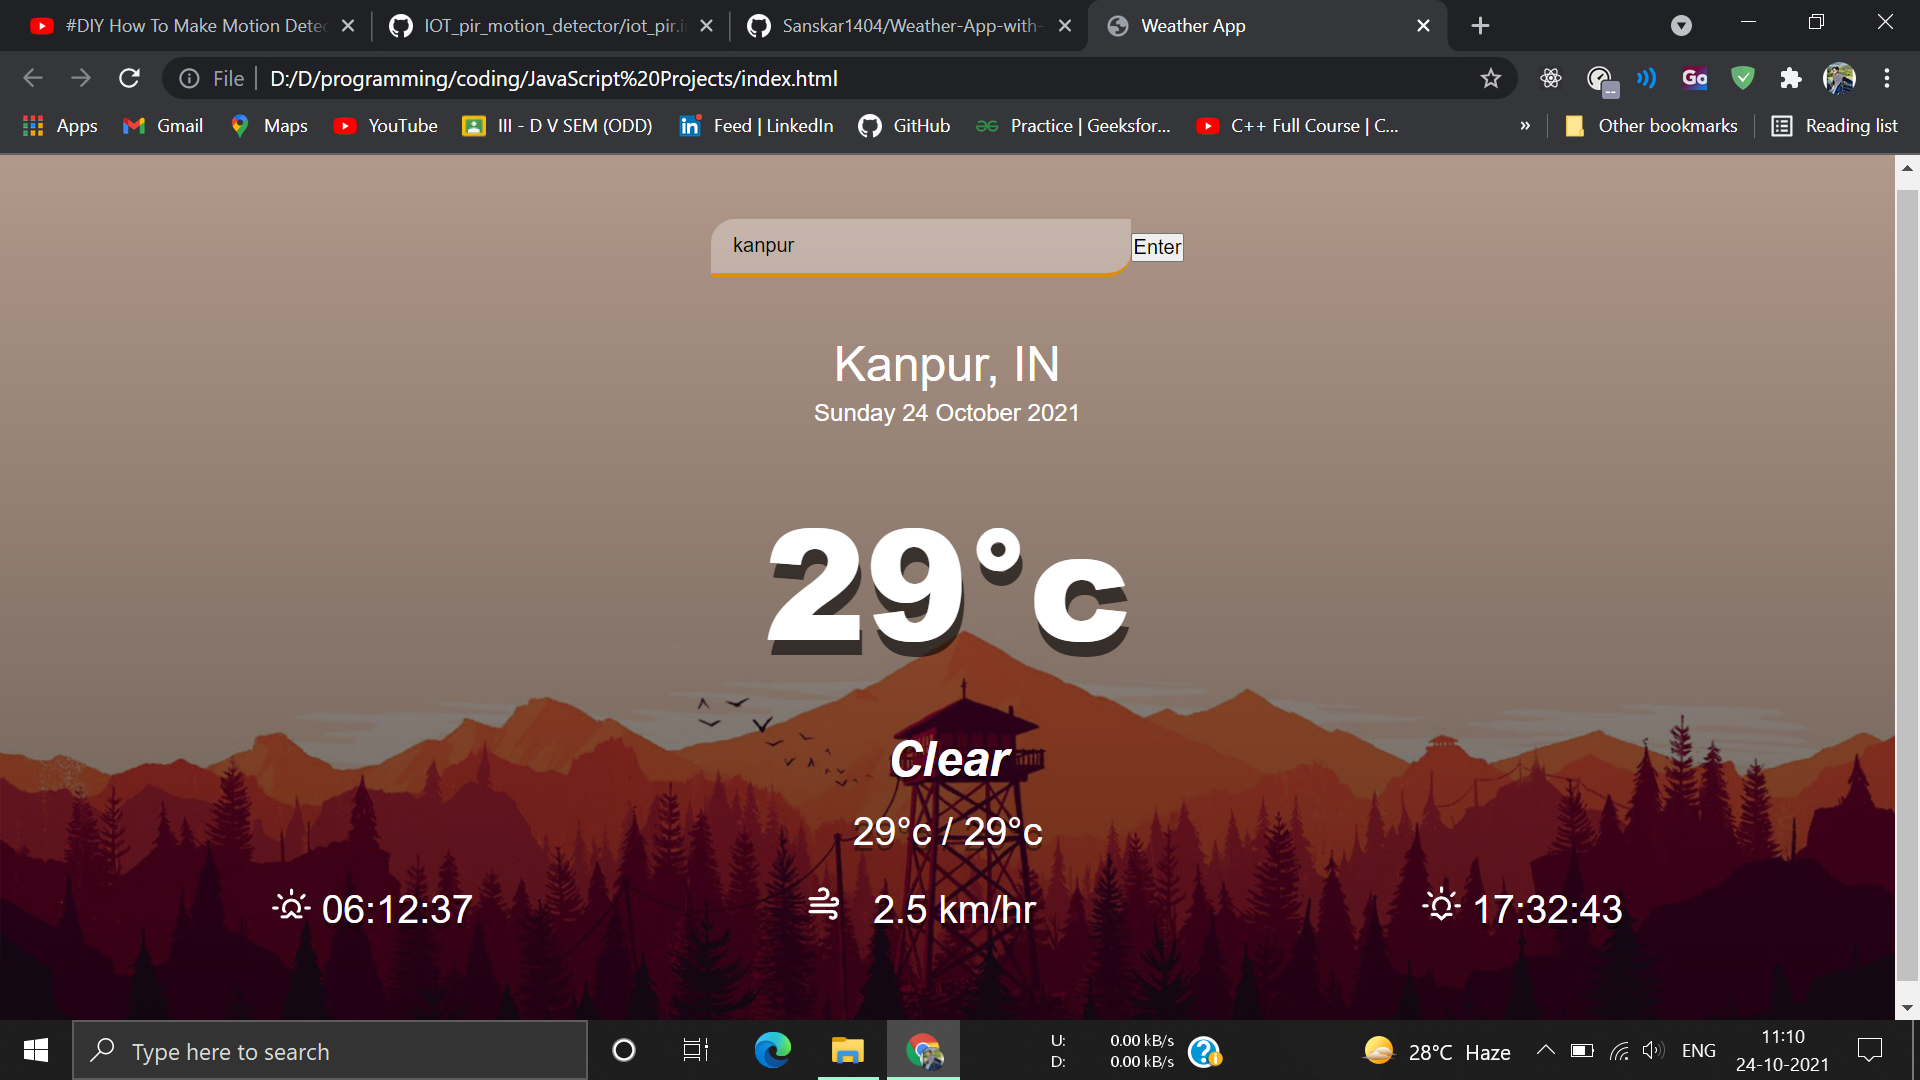 #DIY How To Make Motion Dete
IOT_pir_motion_detector/iot_pir.i
Sanskar1404/Weather-App-with-
Weather App
File
D:/D/programming/coding/JavaScript%20Projects/index.html
Go
Apps
Gmail
Maps
YouTube
III - D V SEM (ODD)
Feed | LinkedIn
GitHub
Practice | Geeksfor...
C++ Full Course | C...
»
Other bookmarks
Reading list
kanpur
Enter
Kanpur, IN
Sunday 24 October 2021
29°c
Clear
29°c / 29°c
06:12:37
2.5 km/hr
17:32:43
Type here to search
U: 0.00 kB/s
D: 0.00 kB/s
28°C Haze
ENG
11:10
24-10-2021